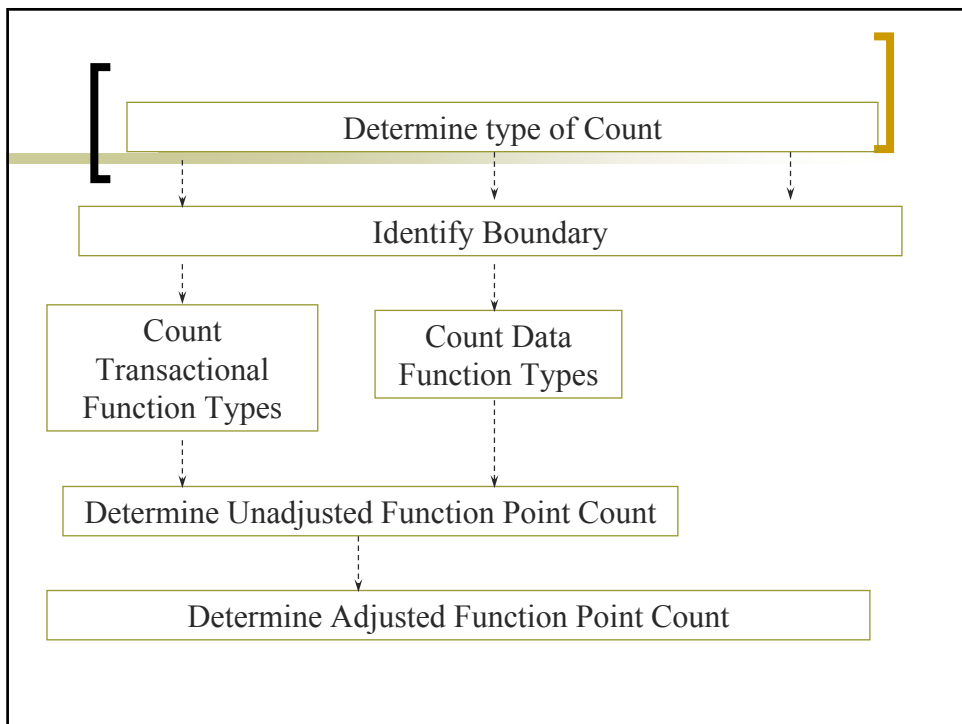 Determine type of Count
Identify Boundary
Count
Transactional
Function Types
Count Data
Function Types
Determine Unadjusted Function Point Count
Determine Adjusted Function Point Count